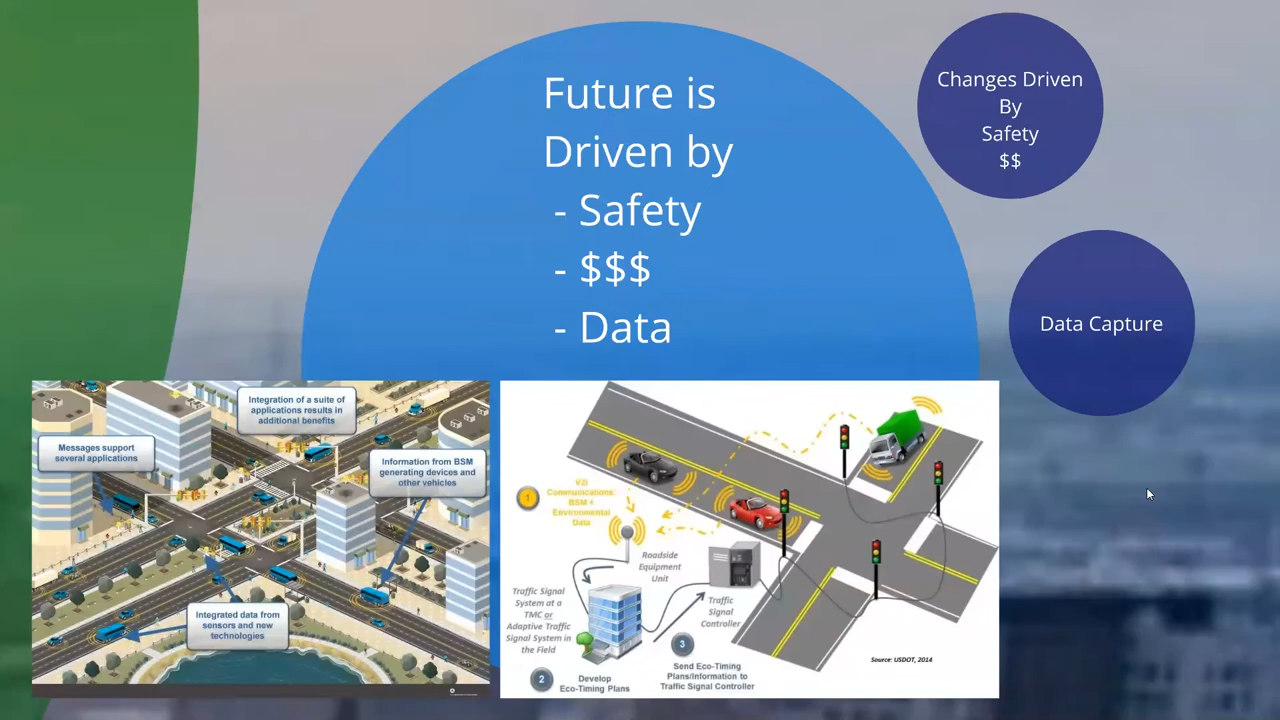 Future is
Driven by
- Safety
- $$$
- Data
Changes Driven
By
Safety
$$
Data Capture
Integration of a suite of
applications results in
additional benefits
Messages support
several applications
Information from BSM
generating devices and
other vehicles
Integrated data from
sensors and new
technologies
1
V2I
Communications:
BSM +
Environmental
Data
Roadside
Equipment
Unit
Traffic Signal
System at a
TMC or
Adaptive Traffic
Signal System in
the Field
Traffic
Signal
Controller
2
Develop
Eco-Timing Plans
3
Send Eco-Timing
Plans/Information to
Traffic Signal Controller
Source: USDOT, 2014